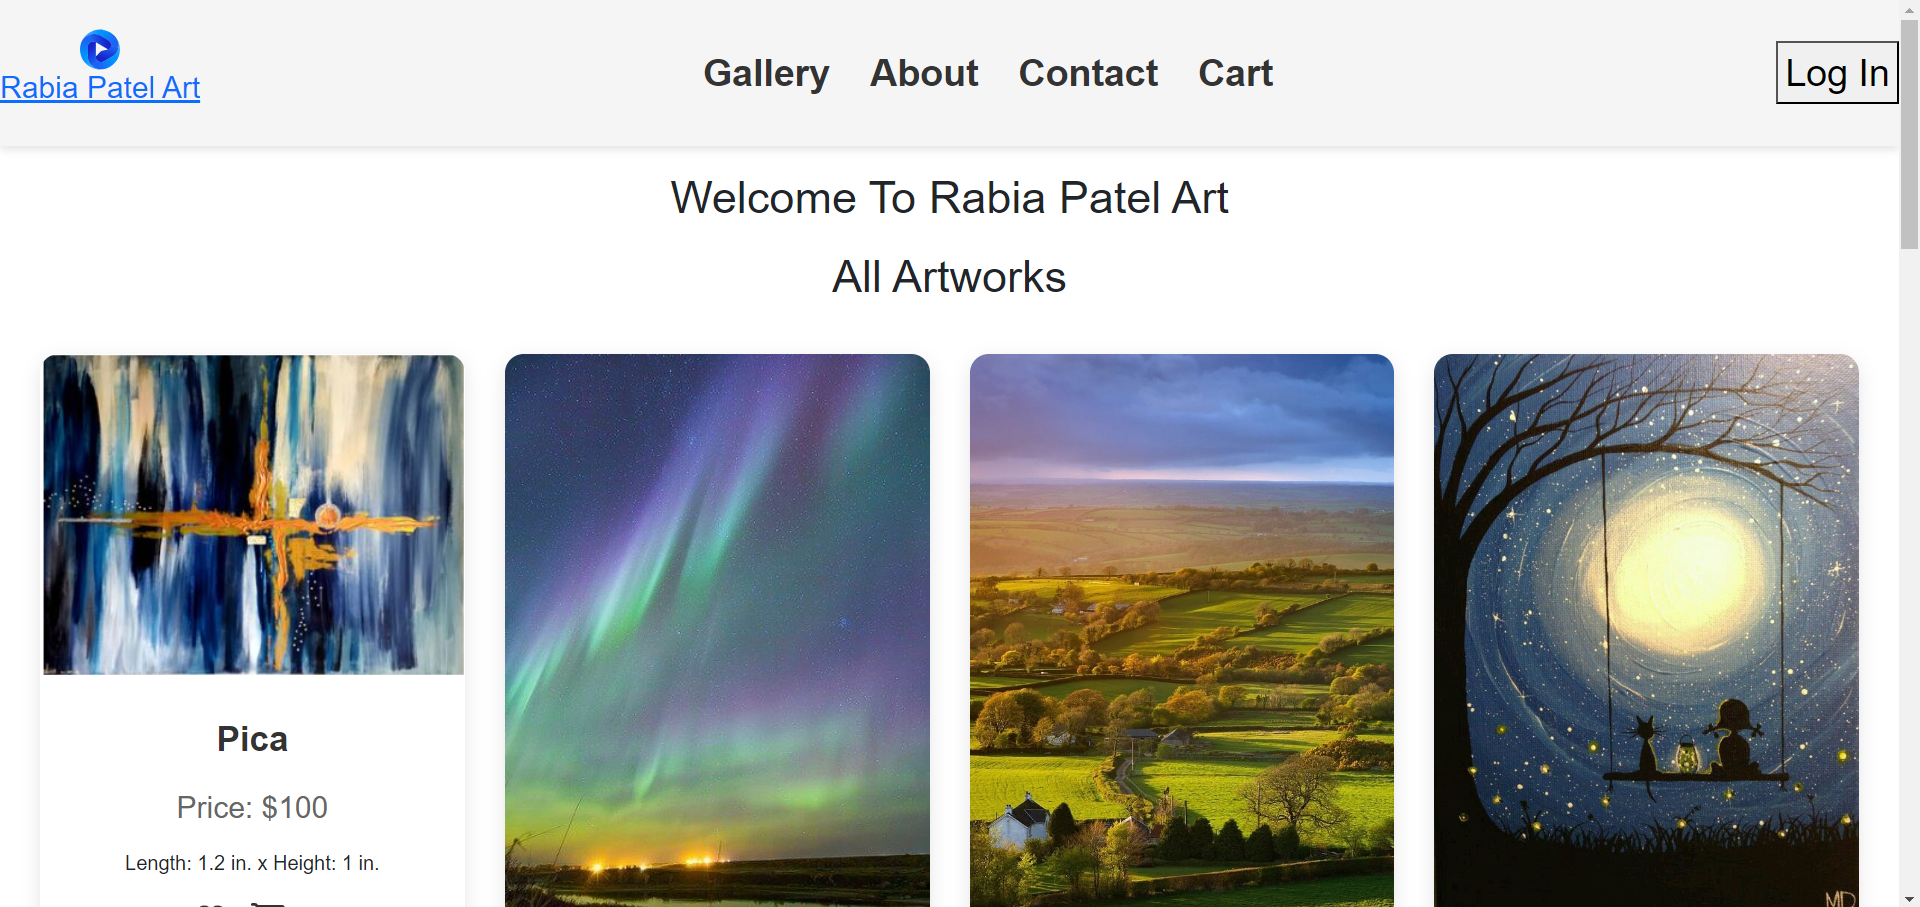 Rabia Patel Art
Gallery About Contact Cart
Log In
Welcome To Rabia Patel Art
All Artworks
Pica
Price: $100
Length: 1.2 in. x Height: 1 in.
MD